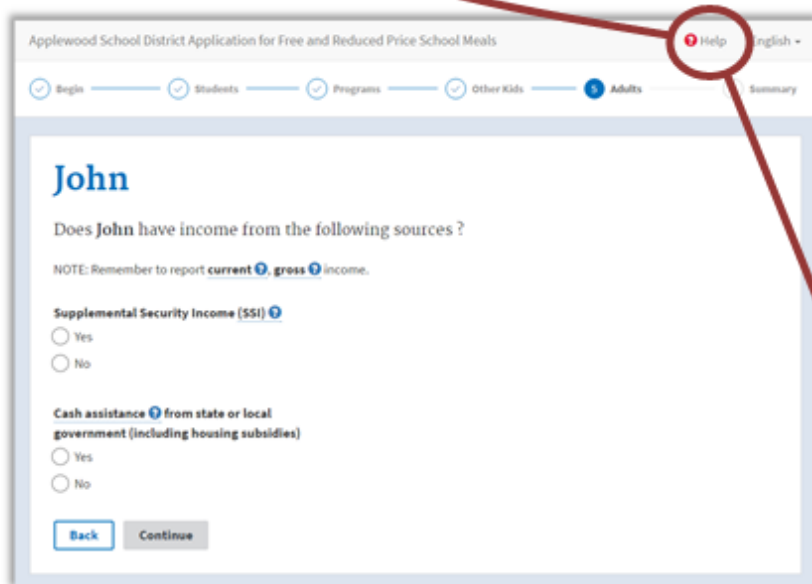 Applewood School District Application for Free and Reduced Price School Meals Help English
Begin Students Programs Other Kids 5 Adults Summary
John
Does John have income from the following sources ?
NOTE: Remember to report current ?, gross ? income.
Supplemental Security Income (SSI) ?
Yes
No
Cash assistance ? from state or local
government (including housing subsidies)
Yes
No
Back Continue